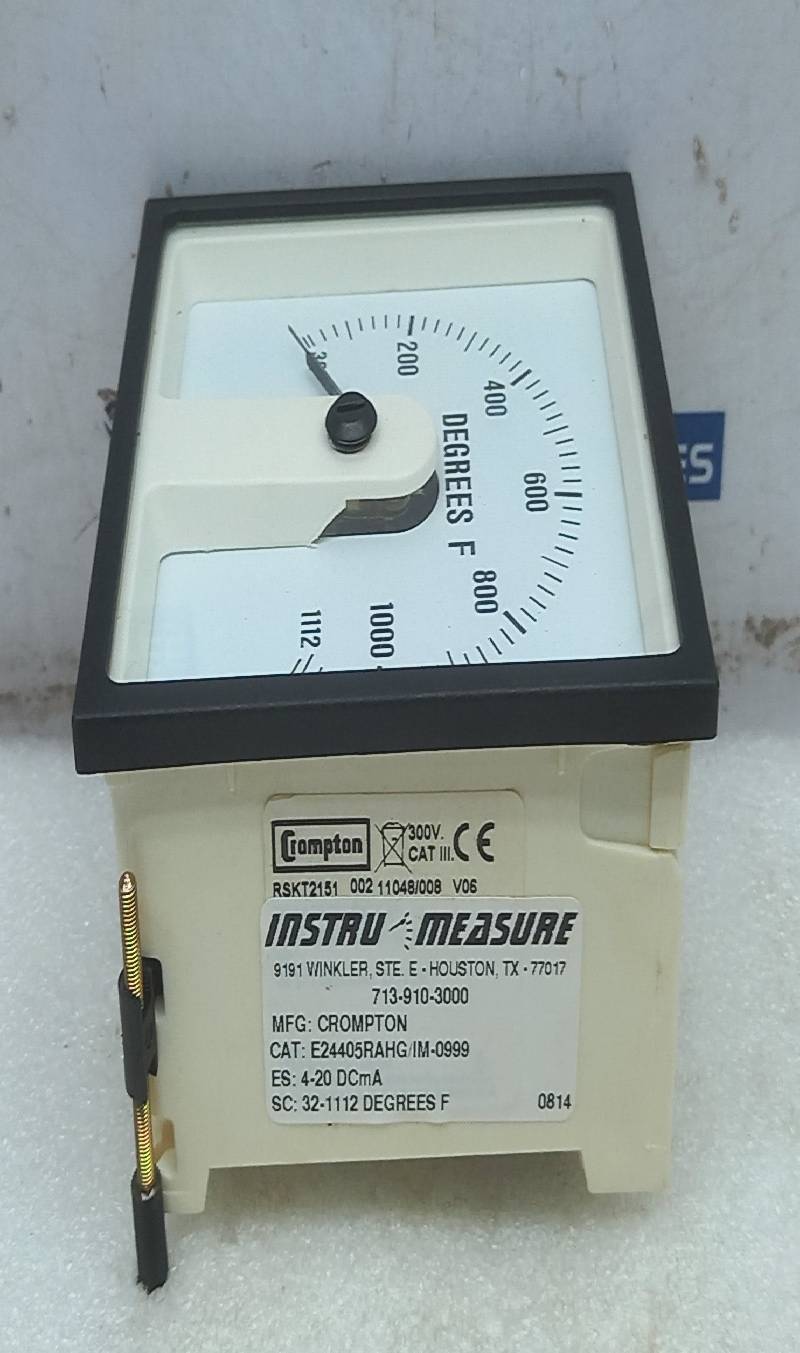 200
400
600
800
1000
1112
DEGREES F
ES
Crompton
300V.
CAT III.
CE
RSKT2151 002 11048/008 V06
INSTRU MEASURE
9191 WINKLER, STE. E - HOUSTON, TX - 77017
713-910-3000
MFG: CROMPTON
CAT: E24405RAHG/IM-0999
ES: 4-20 DCmA
SC: 32-1112 DEGREES F 0814